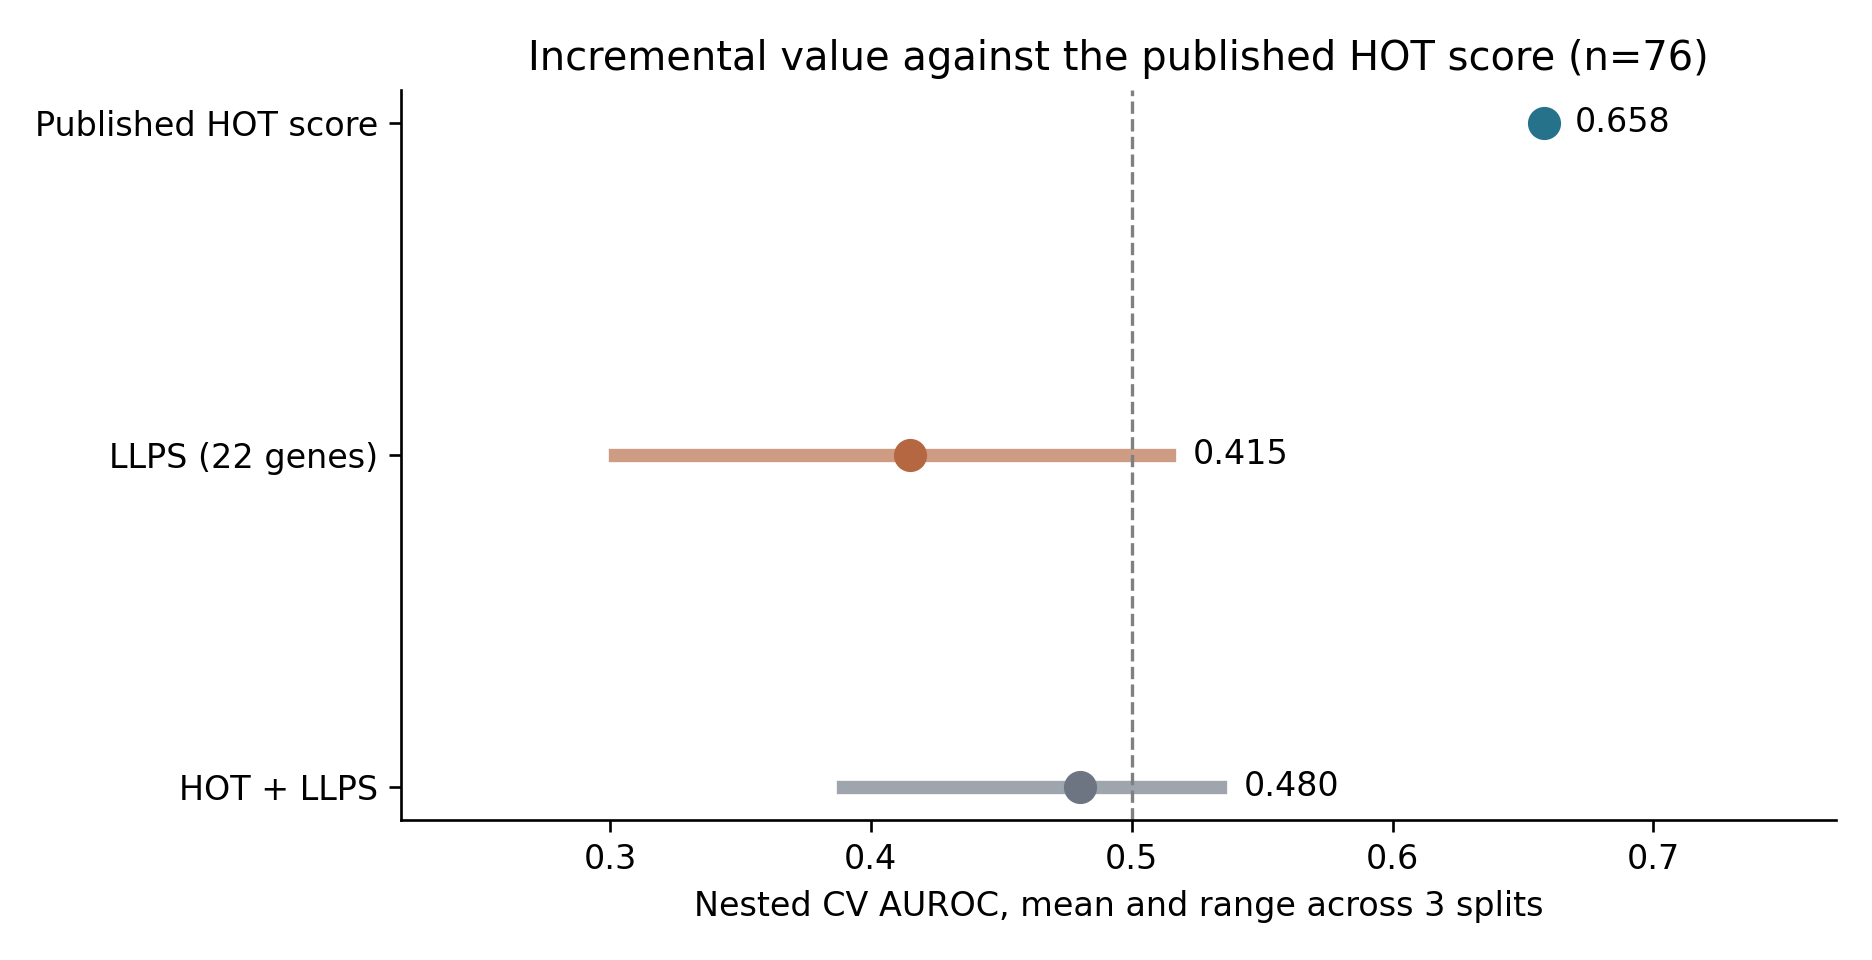 Incremental value against the published HOT score (n=76)
Published HOT score
0.658
LLPS (22 genes)
0.415
HOT + LLPS
0.480
0.3 0.4 0.5 0.6 0.7
Nested CV AUROC, mean and range across 3 splits